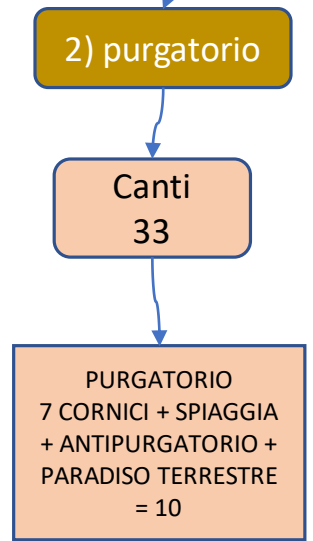 2) purgatorio
Canti
33
PURGATORIO
7 CORNICI + SPIAGGIA
+ ANTIPURGATORIO +
PARADISO TERRESTRE
= 10